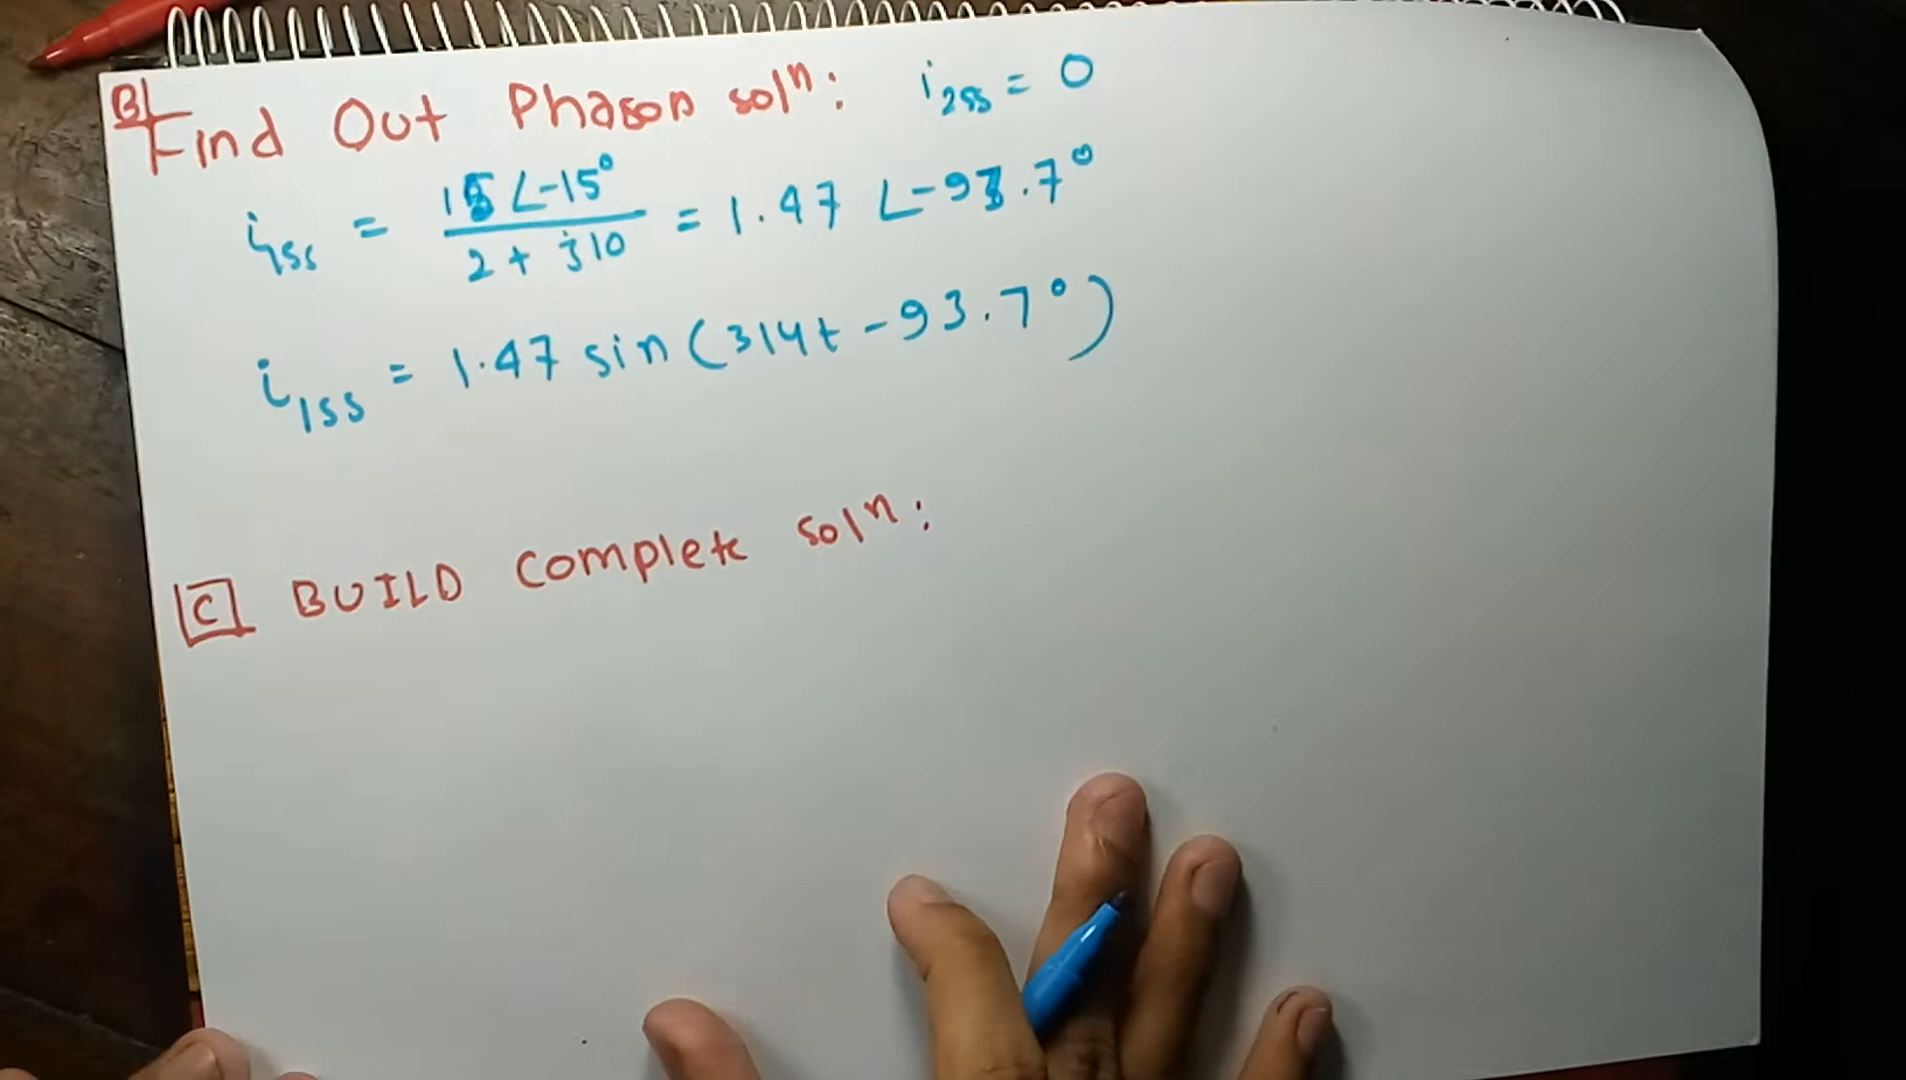 B Find Out Phasor solⁿ: i₂ss = 0
i₁ss = 15 ∠-15° / 2 + j10 = 1.47 ∠-93.7°
i₁ss = 1.47 sin (314t - 93.7°)
C BUILD complete solⁿ: